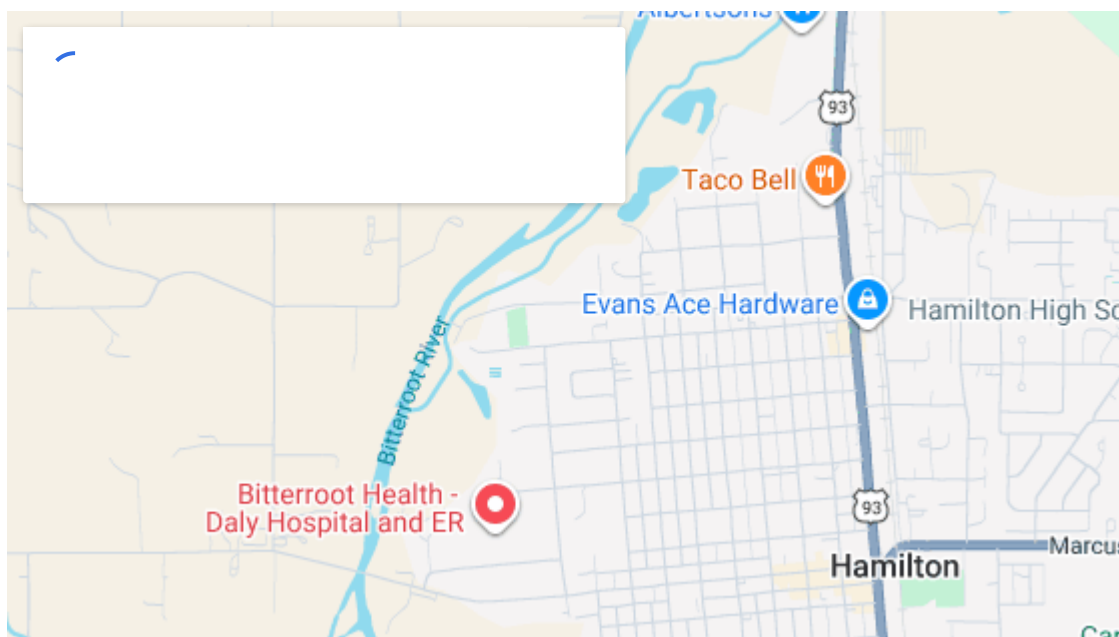 Albertsons
93
Taco Bell
Evans Ace Hardware
Hamilton High Sc
Bitterroot River
Bitterroot Health -
Daly Hospital and ER
93
Marcus
Hamilton